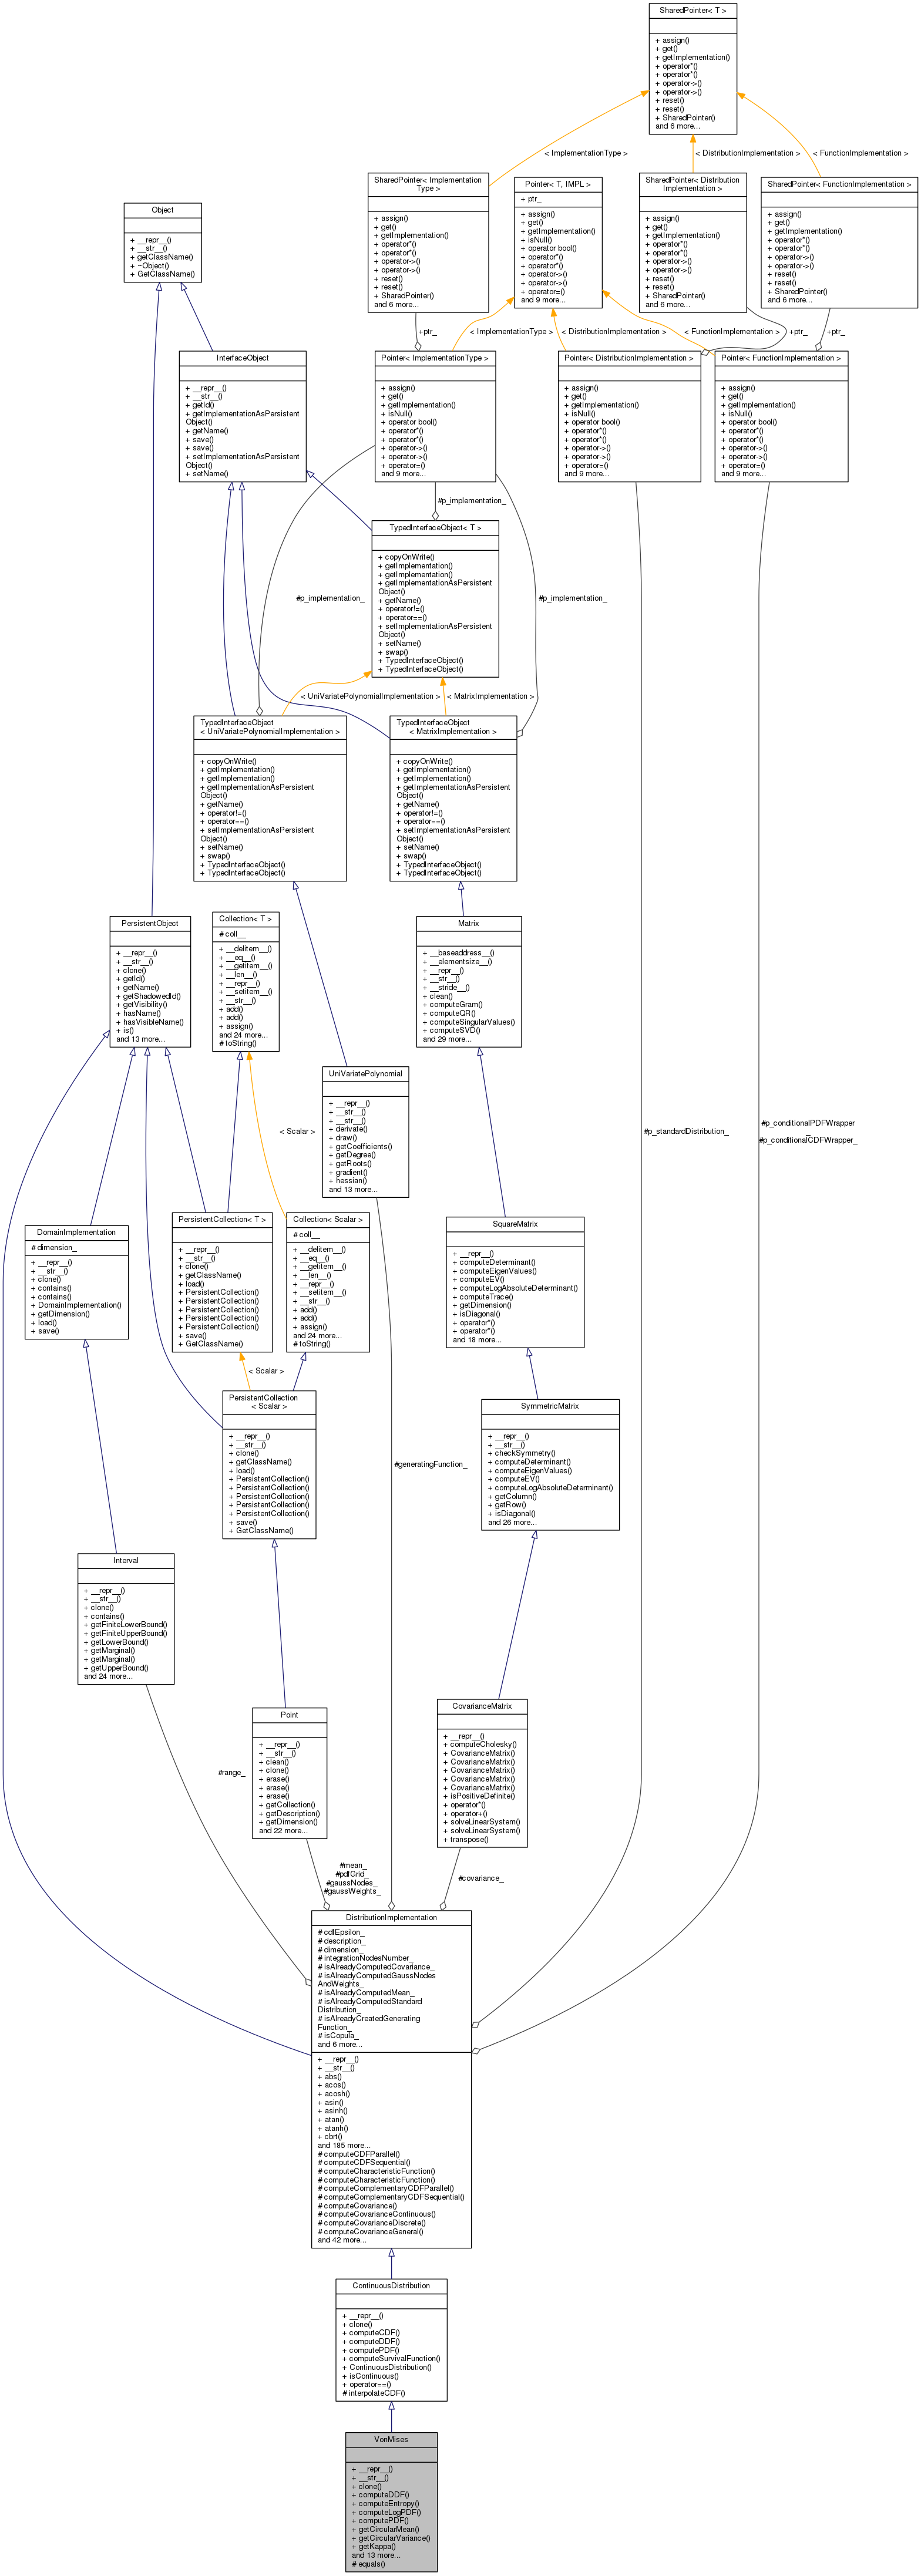 SharedPointer< T >
+ assign()
+ get()
+ getImplementation()
+ operator*()
+ operator*()
+ operator->()
+ operator->()
+ reset()
+ reset()
+ SharedPointer()
and 6 more...
< ImplementationType >
< DistributionImplementation >
< FunctionImplementation >
SharedPointer< Implementation
Type >
+ assign()
+ get()
+ getImplementation()
+ operator*()
+ operator*()
+ operator->()
+ operator->()
+ reset()
+ reset()
+ SharedPointer()
and 6 more...
Pointer< T, IMPL >
+ ptr_
+ assign()
+ get()
+ getImplementation()
+ isNull()
+ operator bool()
+ operator*()
+ operator*()
+ operator->()
+ operator->()
+ operator=()
and 9 more...
SharedPointer< Distribution
Implementation >
+ assign()
+ get()
+ getImplementation()
+ operator*()
+ operator*()
+ operator->()
+ operator->()
+ reset()
+ reset()
+ SharedPointer()
and 6 more...
SharedPointer< FunctionImplementation >
+ assign()
+ get()
+ getImplementation()
+ operator*()
+ operator*()
+ operator->()
+ operator->()
+ reset()
+ reset()
+ SharedPointer()
and 6 more...
Object
+ __repr__()
+ __str__()
+ getClassName()
+ ~Object()
+ GetClassName()
+ptr_
< ImplementationType >
< DistributionImplementation >
< FunctionImplementation >
+ptr_
+ptr_
InterfaceObject
+ __repr__()
+ __str__()
+ getId()
+ getImplementationAsPersistent
Object()
+ getName()
+ save()
+ save()
+ setImplementationAsPersistent
Object()
+ setName()
Pointer< ImplementationType >
+ assign()
+ get()
+ getImplementation()
+ isNull()
+ operator bool()
+ operator*()
+ operator*()
+ operator->()
+ operator->()
+ operator=()
and 9 more...
Pointer< DistributionImplementation >
+ assign()
+ get()
+ getImplementation()
+ isNull()
+ operator bool()
+ operator*()
+ operator*()
+ operator->()
+ operator->()
+ operator=()
and 9 more...
Pointer< FunctionImplementation >
+ assign()
+ get()
+ getImplementation()
+ isNull()
+ operator bool()
+ operator*()
+ operator*()
+ operator->()
+ operator->()
+ operator=()
and 9 more...
#p_implementation_
TypedInterfaceObject< T >
+ copyOnWrite()
+ getImplementation()
+ getImplementation()
+ getImplementationAsPersistent
Object()
+ getName()
+ operator!=()
+ operator==()
+ setImplementationAsPersistent
Object()
+ setName()
+ swap()
+ TypedInterfaceObject()
+ TypedInterfaceObject()
#p_implementation_
#p_implementation_
< UniVariatePolynomialImplementation >
< MatrixImplementation >
TypedInterfaceObject
< UniVariatePolynomialImplementation >
+ copyOnWrite()
+ getImplementation()
+ getImplementation()
+ getImplementationAsPersistent
Object()
+ getName()
+ operator!=()
+ operator==()
+ setImplementationAsPersistent
Object()
+ setName()
+ swap()
+ TypedInterfaceObject()
+ TypedInterfaceObject()
TypedInterfaceObject
< MatrixImplementation >
+ copyOnWrite()
+ getImplementation()
+ getImplementation()
+ getImplementationAsPersistent
Object()
+ getName()
+ operator!=()
+ operator==()
+ setImplementationAsPersistent
Object()
+ setName()
+ swap()
+ TypedInterfaceObject()
+ TypedInterfaceObject()
PersistentObject
+ __repr__()
+ __str__()
+ clone()
+ getId()
+ getName()
+ getShadowedId()
+ getVisibility()
+ hasName()
+ hasVisibleName()
+ is()
and 13 more...
Collection< T >
# coll__
+ __delitem__()
+ __eq__()
+ __getitem__()
+ __len__()
+ __repr__()
+ __setitem__()
+ __str__()
+ add()
+ add()
+ assign()
and 24 more...
# toString()
Matrix
+ __baseaddress__()
+ __elementsize__()
+ __repr__()
+ __str__()
+ __stride__()
+ clean()
+ computeGram()
+ computeQR()
+ computeSingularValues()
+ computeSVD()
and 29 more...
UniVariatePolynomial
+ __repr__()
+ __str__()
+ __str__()
+ derivate()
+ draw()
+ getCoefficients()
+ getDegree()
+ getRoots()
+ gradient()
+ hessian()
and 13 more...
< Scalar >
#p_standardDistribution_
#p_conditionalPDFWrapper
_
#p_conditionalCDFWrapper_
DomainImplementation
# dimension_
+ __repr__()
+ __str__()
+ clone()
+ contains()
+ contains()
+ DomainImplementation()
+ getDimension()
+ load()
+ save()
PersistentCollection< T >
+ __repr__()
+ __str__()
+ clone()
+ getClassName()
+ load()
+ PersistentCollection()
+ PersistentCollection()
+ PersistentCollection()
+ PersistentCollection()
+ PersistentCollection()
+ save()
+ GetClassName()
Collection< Scalar >
# coll__
+ __delitem__()
+ __eq__()
+ __getitem__()
+ __len__()
+ __repr__()
+ __setitem__()
+ __str__()
+ add()
+ add()
+ assign()
and 24 more...
# toString()
SquareMatrix
+ __repr__()
+ computeDeterminant()
+ computeEigenValues()
+ computeEV()
+ computeLogAbsoluteDeterminant()
+ computeTrace()
+ getDimension()
+ isDiagonal()
+ operator*()
+ operator*()
and 18 more...
< Scalar >
PersistentCollection
< Scalar >
+ __repr__()
+ __str__()
+ clone()
+ getClassName()
+ load()
+ PersistentCollection()
+ PersistentCollection()
+ PersistentCollection()
+ PersistentCollection()
+ PersistentCollection()
+ save()
+ GetClassName()
#generatingFunction_
SymmetricMatrix
+ __repr__()
+ __str__()
+ checkSymmetry()
+ computeDeterminant()
+ computeEigenValues()
+ computeEV()
+ computeLogAbsoluteDeterminant()
+ getColumn()
+ getRow()
+ isDiagonal()
and 26 more...
Interval
+ __repr__()
+ __str__()
+ clone()
+ contains()
+ getFiniteLowerBound()
+ getFiniteUpperBound()
+ getLowerBound()
+ getMarginal()
+ getMarginal()
+ getUpperBound()
and 24 more...
Point
+ __repr__()
+ __str__()
+ clean()
+ clone()
+ erase()
+ erase()
+ erase()
+ getCollection()
+ getDescription()
+ getDimension()
and 22 more...
CovarianceMatrix
+ __repr__()
+ computeCholesky()
+ CovarianceMatrix()
+ CovarianceMatrix()
+ CovarianceMatrix()
+ CovarianceMatrix()
+ CovarianceMatrix()
+ isPositiveDefinite()
+ operator*()
+ operator+()
+ solveLinearSystem()
+ solveLinearSystem()
+ transpose()
#range_
#mean_
#pdfGrid_
#gaussNodes_
#gaussWeights_
#covariance_
DistributionImplementation
# cdfEpsilon_
# description_
# dimension_
# integrationNodesNumber_
# isAlreadyComputedCovariance_
# isAlreadyComputedGaussNodes
AndWeights_
# isAlreadyComputedMean_
# isAlreadyComputedStandard
Distribution_
# isAlreadyCreatedGenerating
Function_
# isCopula_
and 6 more...
+ __repr__()
+ __str__()
+ abs()
+ acos()
+ acosh()
+ asin()
+ asinh()
+ atan()
+ atanh()
+ cbrt()
and 185 more...
# computeCDFParallel()
# computeCDFSequential()
# computeCharacteristicFunction()
# computeCharacteristicFunction()
# computeComplementaryCDFParallel()
# computeComplementaryCDFSequential()
# computeCovariance()
# computeCovarianceContinuous()
# computeCovarianceDiscrete()
# computeCovarianceGeneral()
and 42 more...
ContinuousDistribution
+ __repr__()
+ clone()
+ computeCDF()
+ computeDDF()
+ computePDF()
+ computeSurvivalFunction()
+ ContinuousDistribution()
+ isContinuous()
+ operator==()
# interpolateCDF()
VonMises
+ __repr__()
+ __str__()
+ clone()
+ computeDDF()
+ computeEntropy()
+ computeLogPDF()
+ computePDF()
+ getCircularMean()
+ getCircularVariance()
+ getKappa()
and 13 more...
# equals()